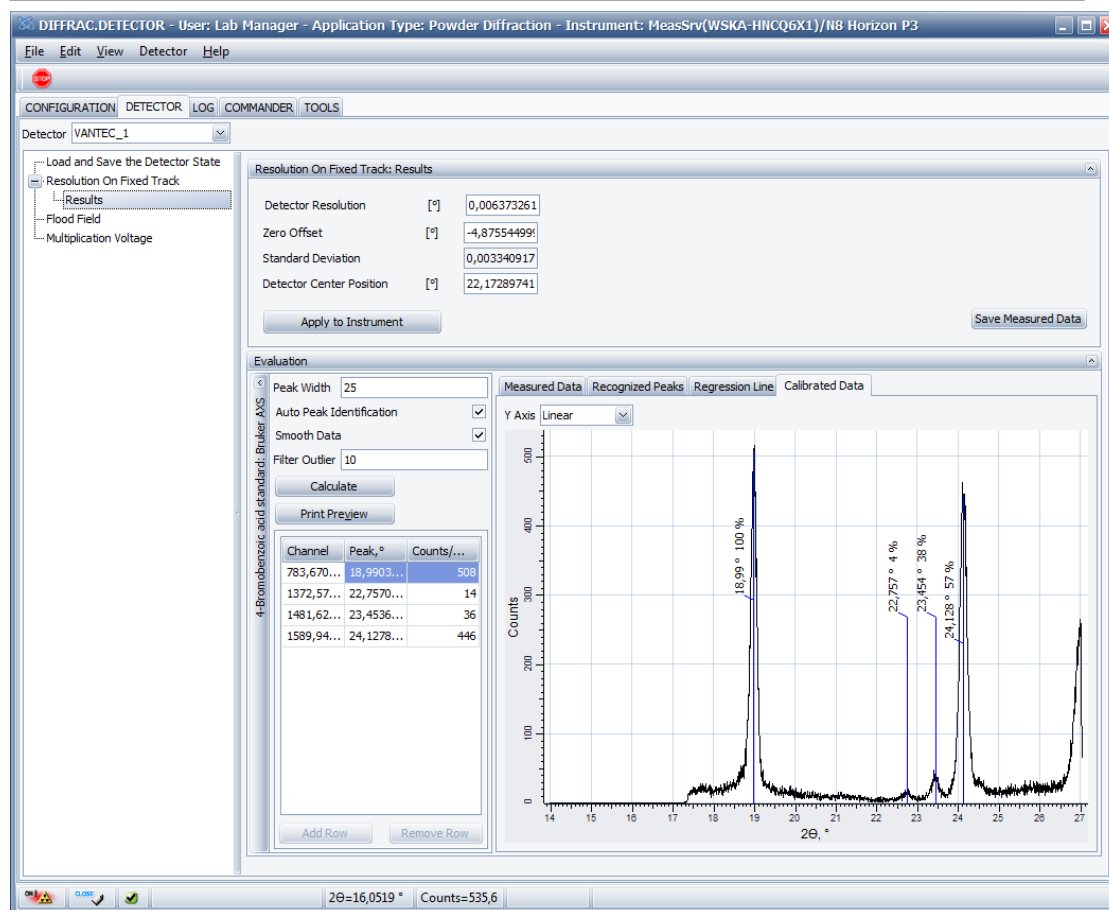 DIFFRAC.DETECTOR - User: Lab Manager - Application Type: Powder Diffraction - Instrument: MeasSrv(WSKA-HNCQ6X1)/N8 Horizon P3
File Edit View Detector Help
STOP
CONFIGURATION DETECTOR LOG COMMANDER TOOLS
Detector VANTEC_1
Load and Save the Detector State
Resolution On Fixed Track
Results
Flood Field
Multiplication Voltage
Resolution On Fixed Track: Results
Detector Resolution [°] 0,006373261
Zero Offset [°] -4,87554499
Standard Deviation 0,003340917
Detector Center Position [°] 22,17289741
Apply to Instrument
Save Measured Data
Evaluation
4-Bromobenzoic acid standard: Bruker AXS
Peak Width 25
Auto Peak Identification
Smooth Data
Filter Outlier 10
Calculate
Print Preview
Channel Peak,° Counts/...
783,670... 18,9903... 508
1372,57... 22,7570... 14
1481,62... 23,4536... 36
1589,94... 24,1278... 446
Add Row Remove Row
Measured Data Recognized Peaks Regression Line Calibrated Data
Y Axis Linear
Counts
500
400
300
200
100
0
18,99 ° 100 %
22,757 ° 4 %
23,454 ° 38 %
24,128 ° 57 %
14 15 16 17 18 19 20 21 22 23 24 25 26 27
2Θ, °
ON CLOSE 2Θ=16,0519 ° Counts=535,6